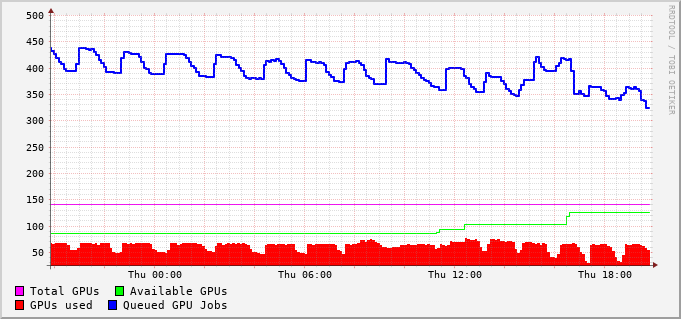 500
450
400
350
300
250
200
150
100
50
Thu 00:00 Thu 06:00 Thu 12:00 Thu 18:00
Total GPUs Available GPUs
GPUs used Queued GPU Jobs
RRDTOOL / TOBI OETIKER